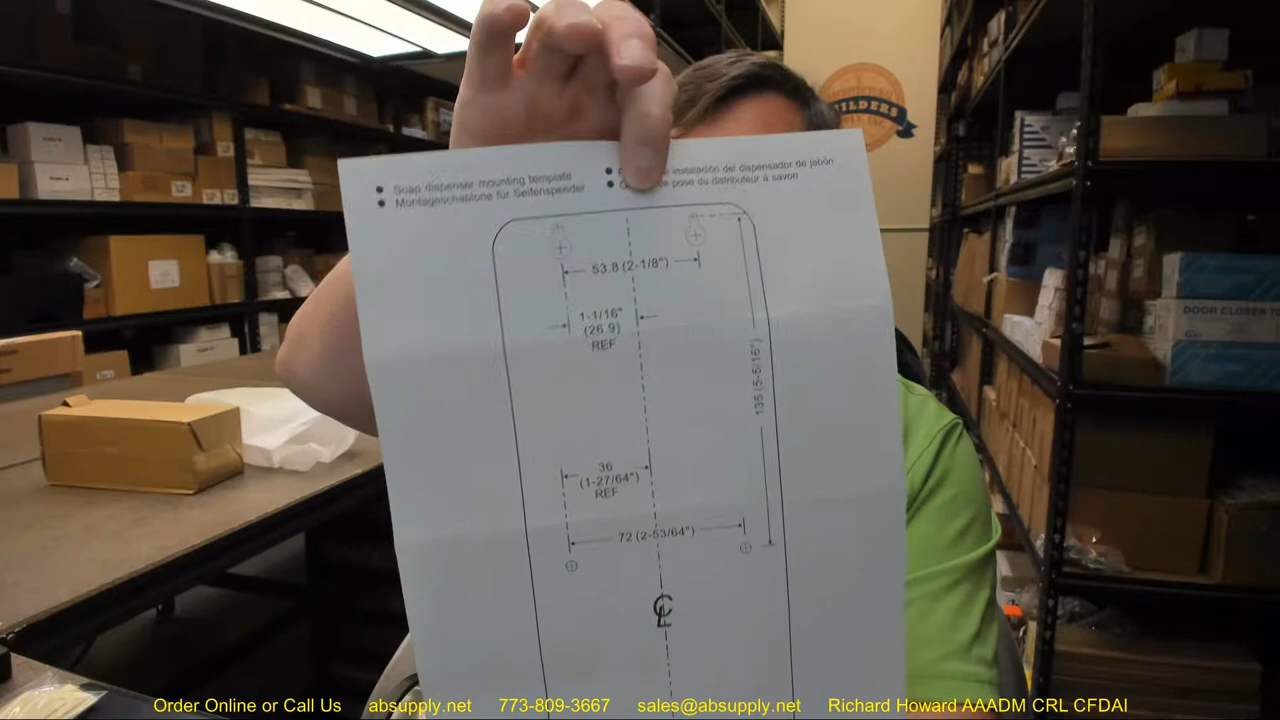 Soap dispenser mounting template
Montageschablone für Seifenspender
instalación del dispensador de jabón
pose du distributeur à savon
53.8 (2-1/8")
1-1/16"
(26.9)
REF
135 (5-5/16")
36
(1-27/64")
REF
72 (2-53/64")
BUILDERS
DOOR CLOSER
Order Online or Call Us absupply.net 773-809-3667 sales@absupply.net Richard Howard AAADM CRL CFDAI